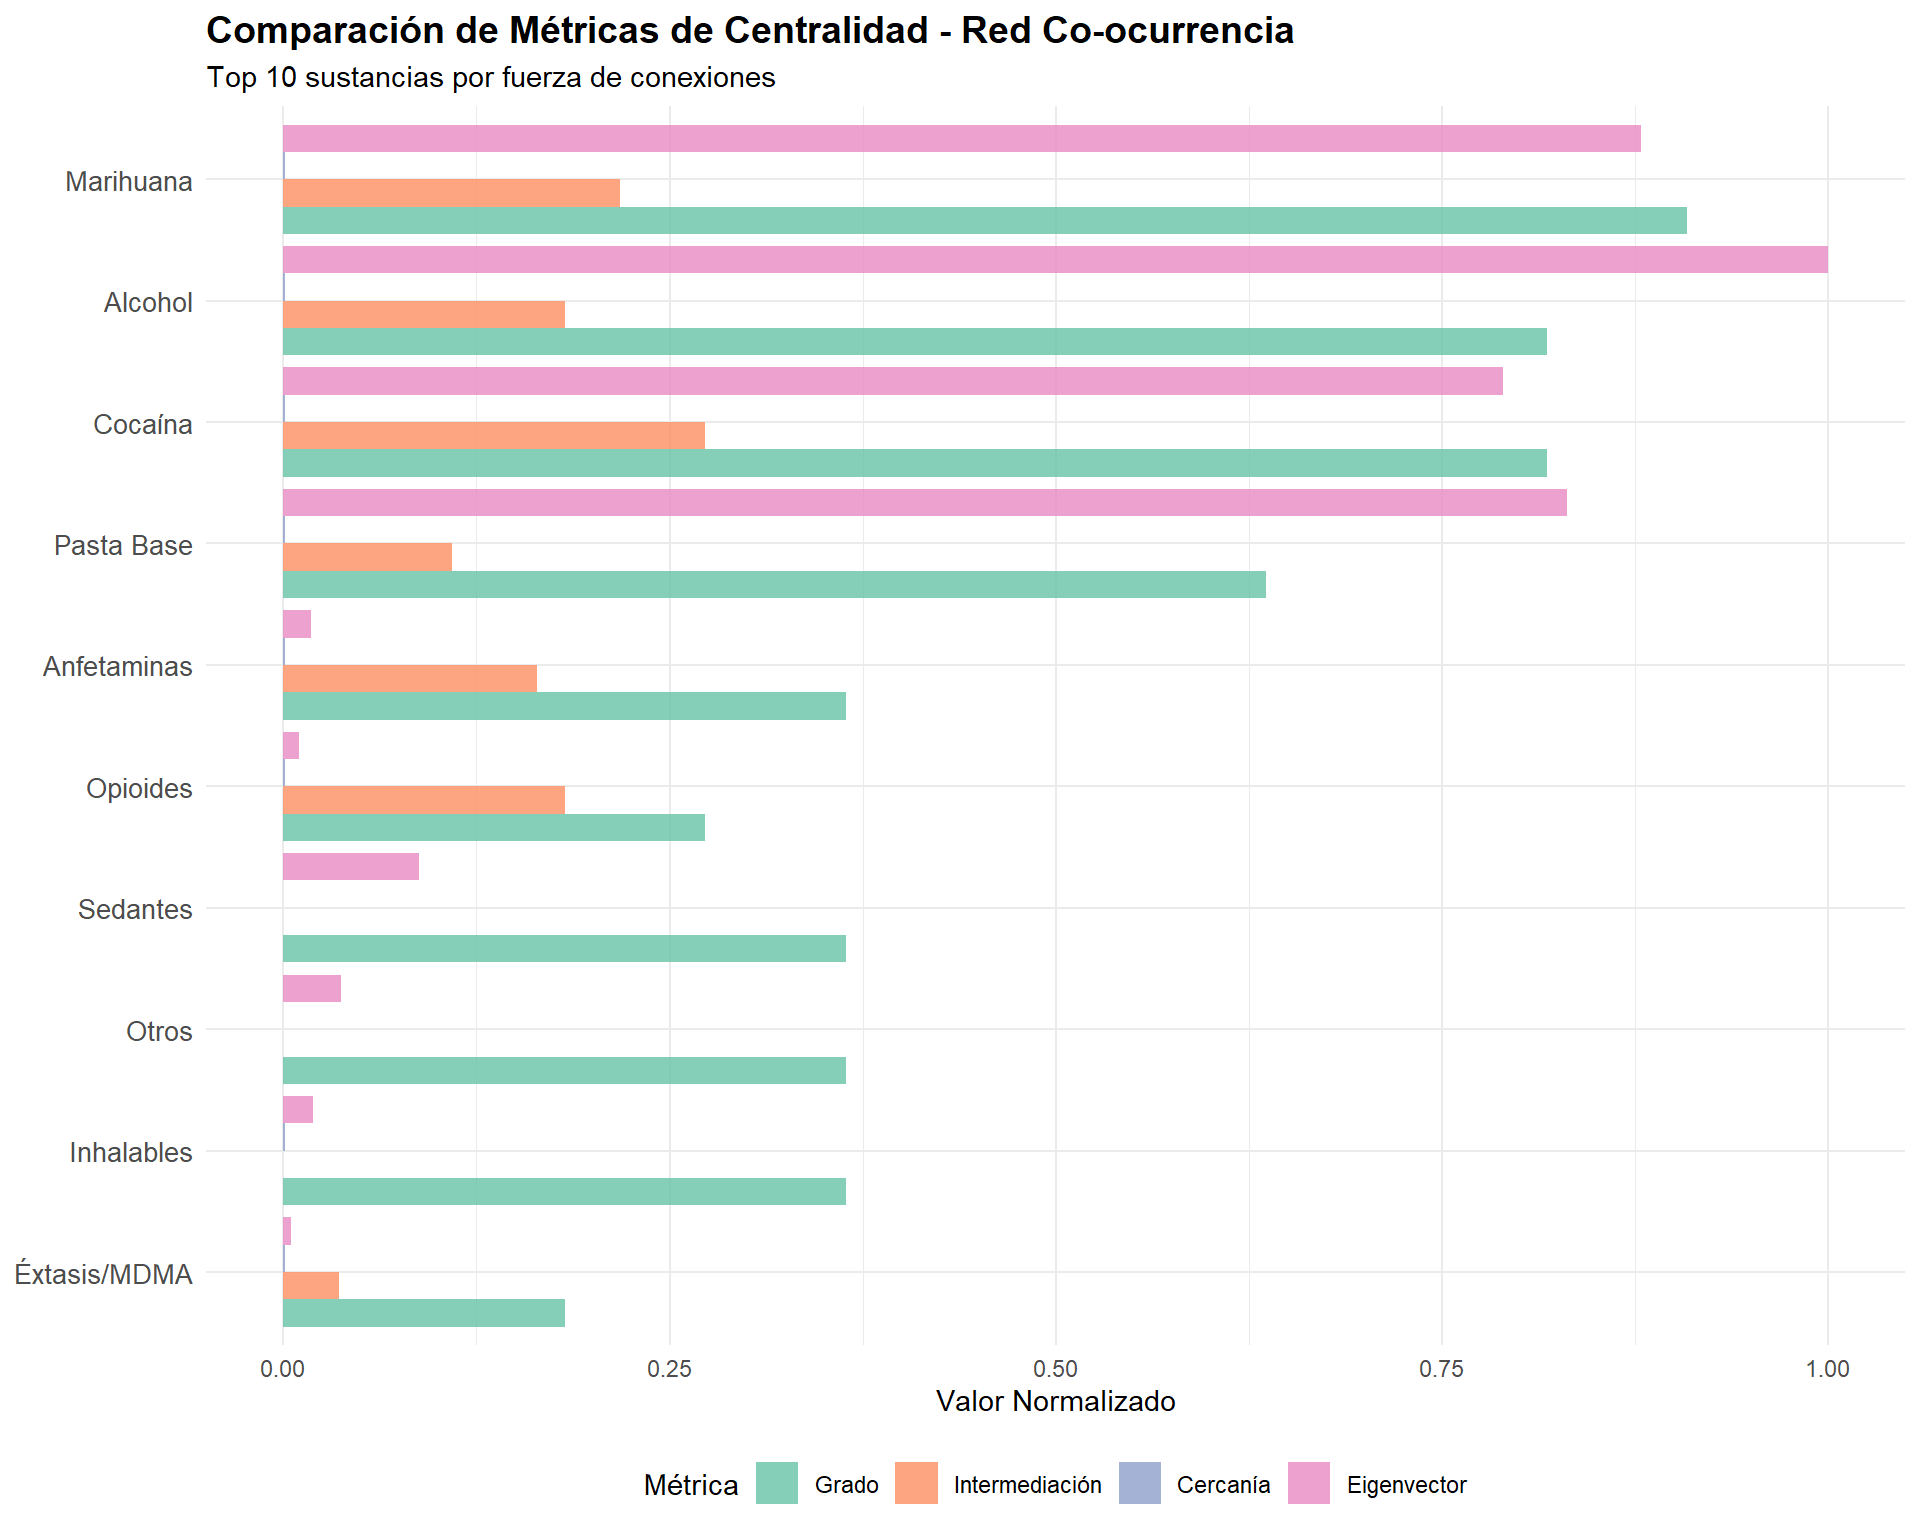 Comparación de Métricas de Centralidad - Red Co-ocurrencia
Top 10 sustancias por fuerza de conexiones
Marihuana
Alcohol
Cocaína
Pasta Base
Anfetaminas
Opioides
Sedantes
Otros
Inhalables
Éxtasis/MDMA
0.00 0.25 0.50 0.75 1.00
Valor Normalizado
Métrica Grado Intermediación Cercanía Eigenvector